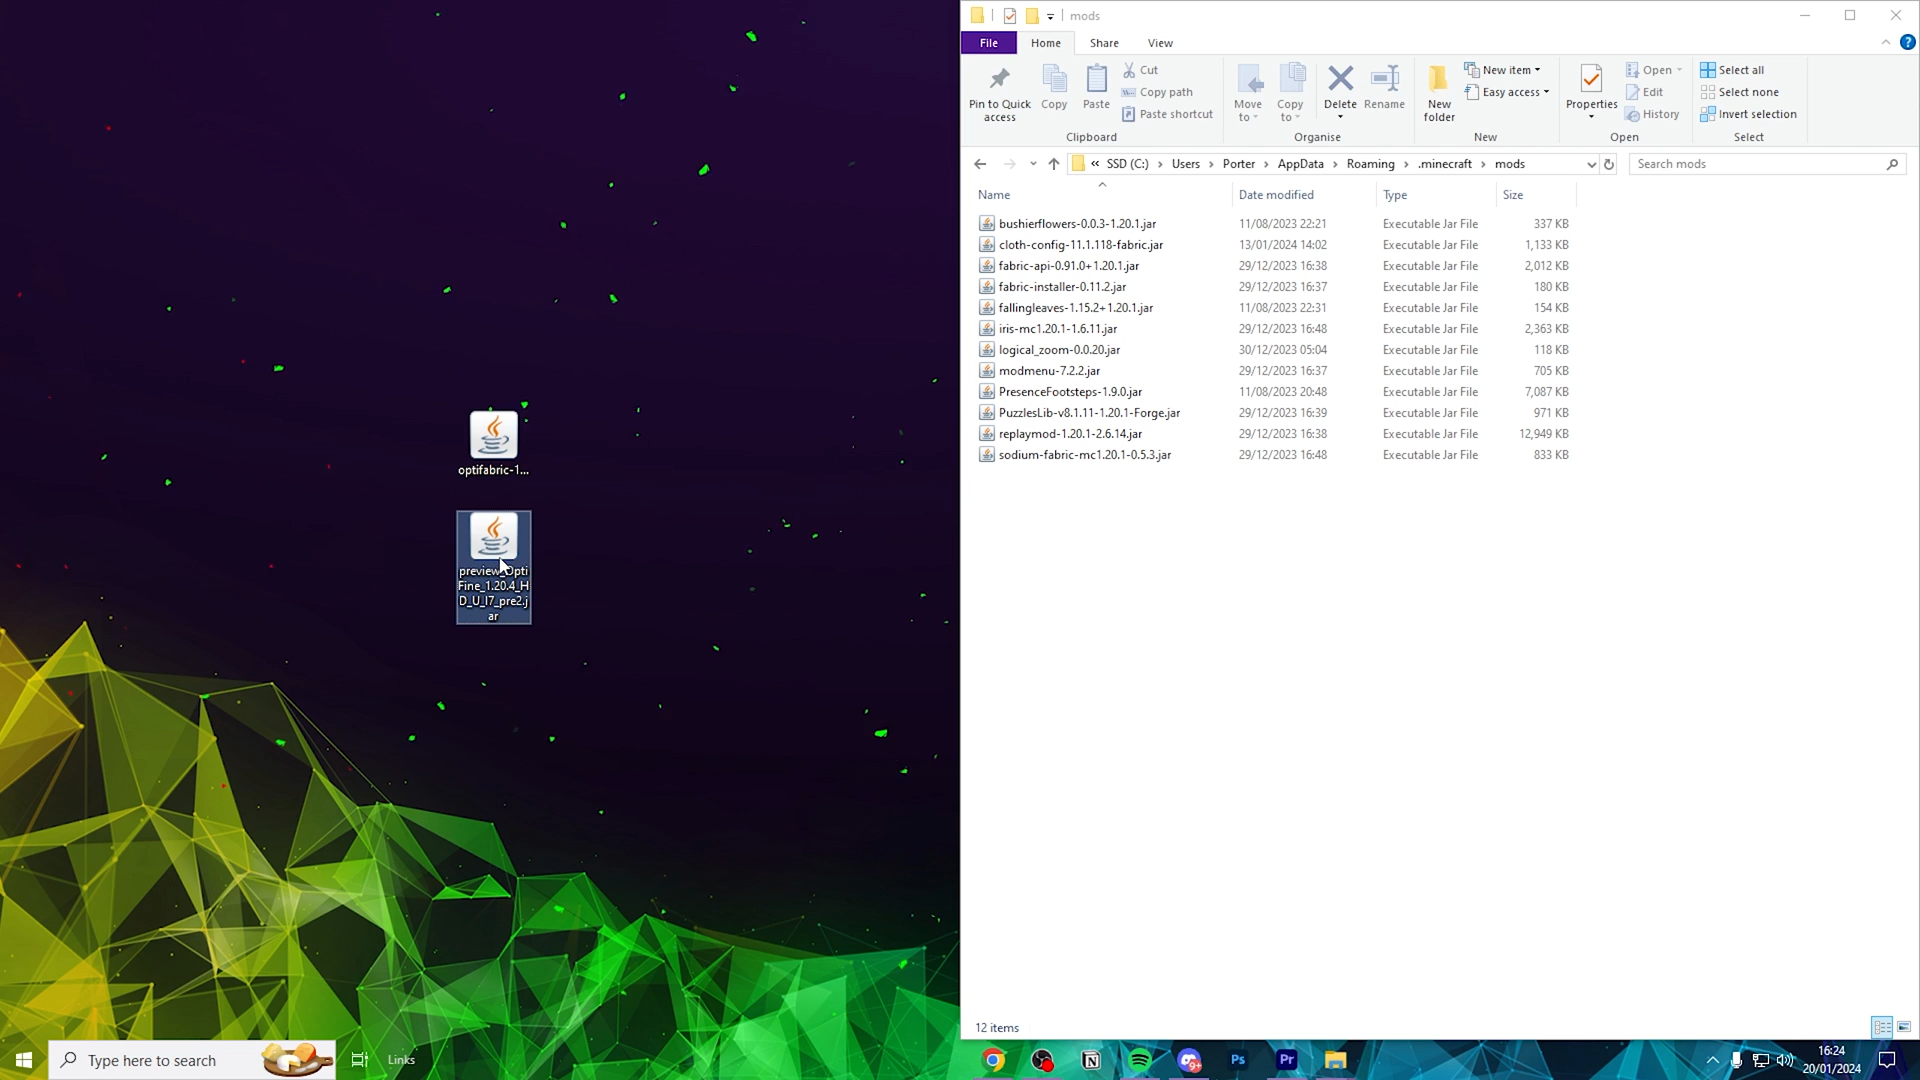 mods
File
Home
Share
View
Pin to Quick access
Copy
Paste
Cut
Copy path
Paste shortcut
Clipboard
Move to
Copy to
Delete
Rename
Organise
New folder
New item
Easy access
New
Properties
Open
Edit
History
Open
Select all
Select none
Invert selection
Select
« SSD (C:) > Users > Porter > AppData > Roaming > .minecraft > mods
Search mods
Name Date modified Type Size
bushierflowers-0.0.3-1.20.1.jar 11/08/2023 22:21 Executable Jar File 337 KB
cloth-config-11.1.118-fabric.jar 13/01/2024 14:02 Executable Jar File 1,133 KB
fabric-api-0.91.0+1.20.1.jar 29/12/2023 16:38 Executable Jar File 2,012 KB
fabric-installer-0.11.2.jar 29/12/2023 16:37 Executable Jar File 180 KB
fallingleaves-1.15.2+1.20.1.jar 11/08/2023 22:31 Executable Jar File 154 KB
iris-mc1.20.1-1.6.11.jar 29/12/2023 16:48 Executable Jar File 2,363 KB
logical_zoom-0.0.20.jar 30/12/2023 05:04 Executable Jar File 118 KB
modmenu-7.2.2.jar 29/12/2023 16:37 Executable Jar File 705 KB
PresenceFootsteps-1.9.0.jar 11/08/2023 20:48 Executable Jar File 7,087 KB
PuzzlesLib-v8.1.11-1.20.1-Forge.jar 29/12/2023 16:39 Executable Jar File 971 KB
replaymod-1.20.1-2.6.14.jar 29/12/2023 16:38 Executable Jar File 12,949 KB
sodium-fabric-mc1.20.1-0.5.3.jar 29/12/2023 16:48 Executable Jar File 833 KB
optifabric-1...
preview_Opti
Fine_1.20.4_H
D_U_I7_pre2.j
ar
12 items
Type here to search
Links
9+
Ps
Pr
16:24
20/01/2024